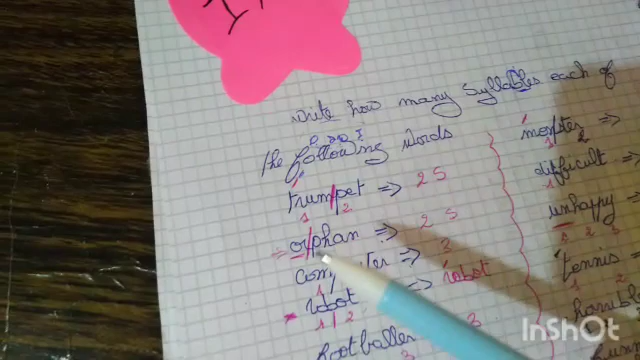 write how many syllables each of
the following words
trumpet => 2 S
orphan => 2 S
computer => 3
robot => robot
footballer 3
monster =>
difficult =>
unhappy =>
tennis =>
horrible
InShOt